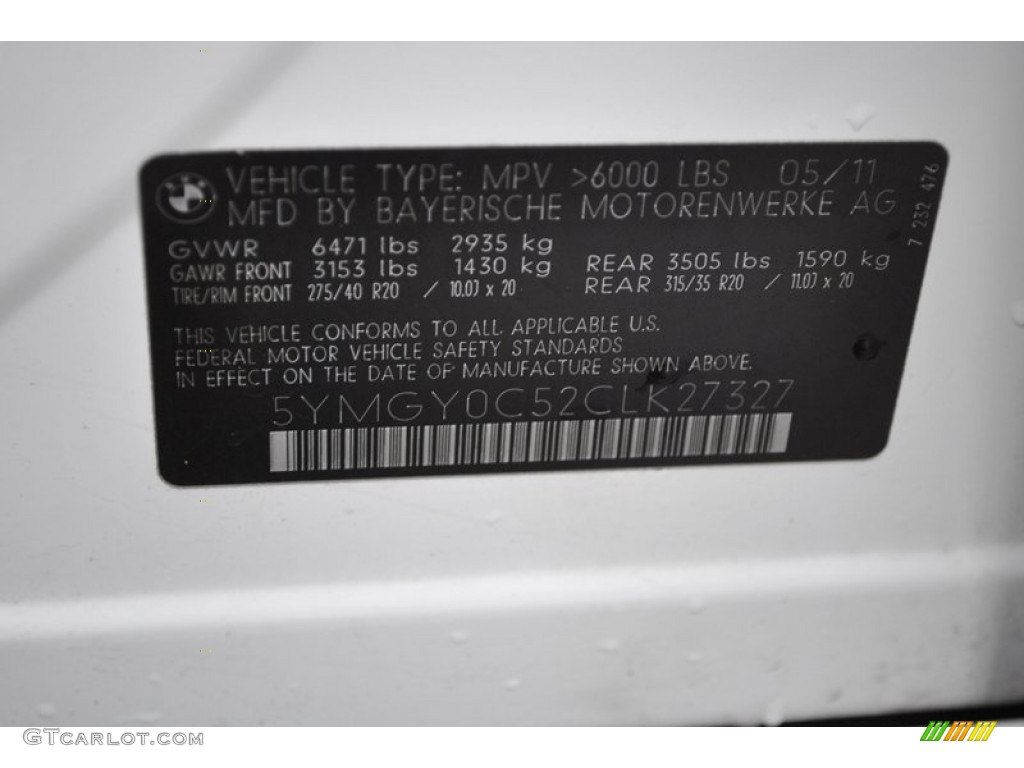 VEHICLE TYPE: MPV >6000 LBS 05/11
MFD BY BAYERISCHE MOTORENWERKE AG
7 232 476
GVWR 6471 lbs 2935 kg
GAWR FRONT 3153 lbs 1430 kg REAR 3505 lbs 1590 kg
TIRE/RIM FRONT 275/40 R20 / 10.0J x 20 REAR 315/35 R20 / 11.0J x 20
THIS VEHICLE CONFORMS TO ALL APPLICABLE U.S.
FEDERAL MOTOR VEHICLE SAFETY STANDARDS
IN EFFECT ON THE DATE OF MANUFACTURE SHOWN ABOVE.
5YMGY0C52CLK27327
GTCARLOT.COM